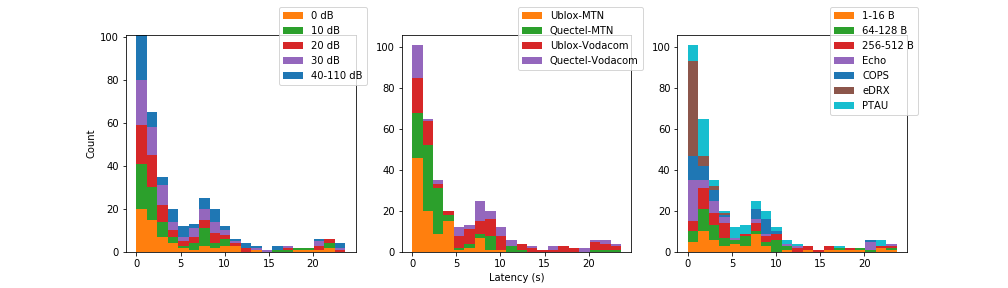 0 dB
10 dB
20 dB
30 dB
40-110 dB
Count
100
80
60
40
20
0
0
5
10
15
20
Ublox-MTN
Quectel-MTN
Ublox-Vodacom
Quectel-Vodacom
100
80
60
40
20
0
0
5
10
15
20
Latency (s)
1-16 B
64-128 B
256-512 B
Echo
COPS
eDRX
PTAU
100
80
60
40
20
0
0
5
10
15
20